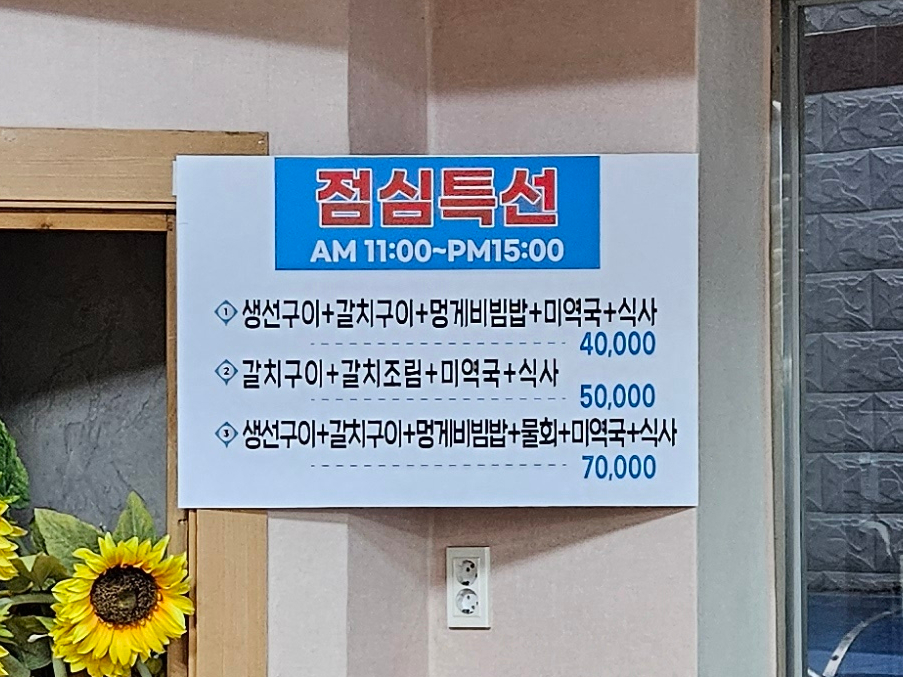 점심특선
AM 11:00~PM15:00
1 생선구이+갈치구이+멍게비빔밥+미역국+식사
40,000
2 갈치구이+갈치조림+미역국+식사
50,000
3 생선구이+갈치구이+멍게비빔밥+물회+미역국+식사
70,000